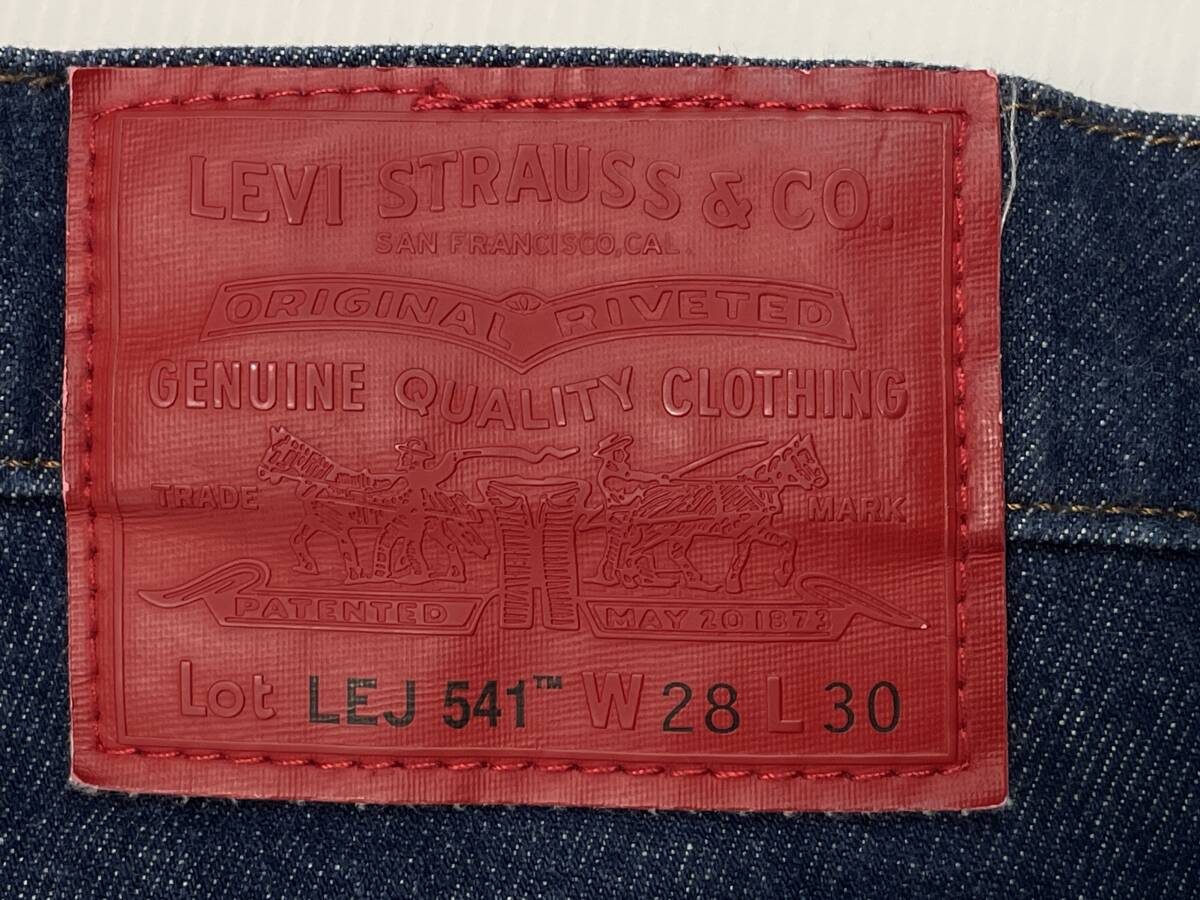 LEVI STRAUSS & CO.
SAN FRANCISCO, CAL.
ORIGINAL RIVETED
GENUINE QUALITY CLOTHING
TRADE MARK
PATENTED MAY 20 1873
Lot LEJ 541™ W 28 L 30